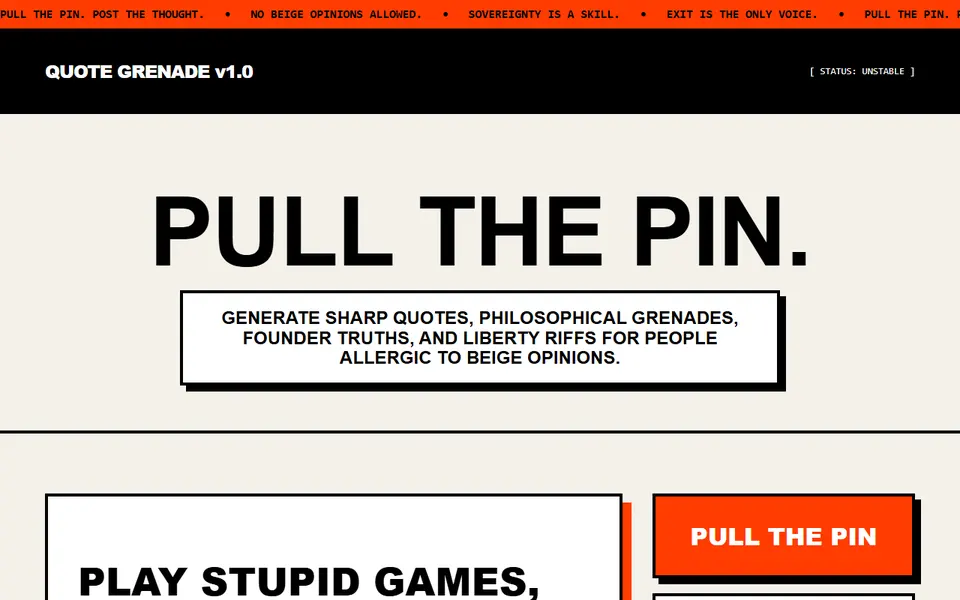 PULL THE PIN. POST THE THOUGHT. • NO BEIGE OPINIONS ALLOWED. • SOVEREIGNTY IS A SKILL. • EXIT IS THE ONLY VOICE. • PULL THE PIN.
QUOTE GRENADE v1.0
[ STATUS: UNSTABLE ]
PULL THE PIN.
GENERATE SHARP QUOTES, PHILOSOPHICAL GRENADES,
FOUNDER TRUTHS, AND LIBERTY RIFFS FOR PEOPLE
ALLERGIC TO BEIGE OPINIONS.
PLAY STUPID GAMES,
PULL THE PIN